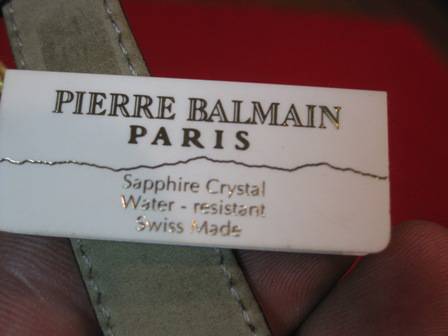 PIERRE BALMAIN
PARIS
Sapphire Crystal
Water - resistant
Swiss Made